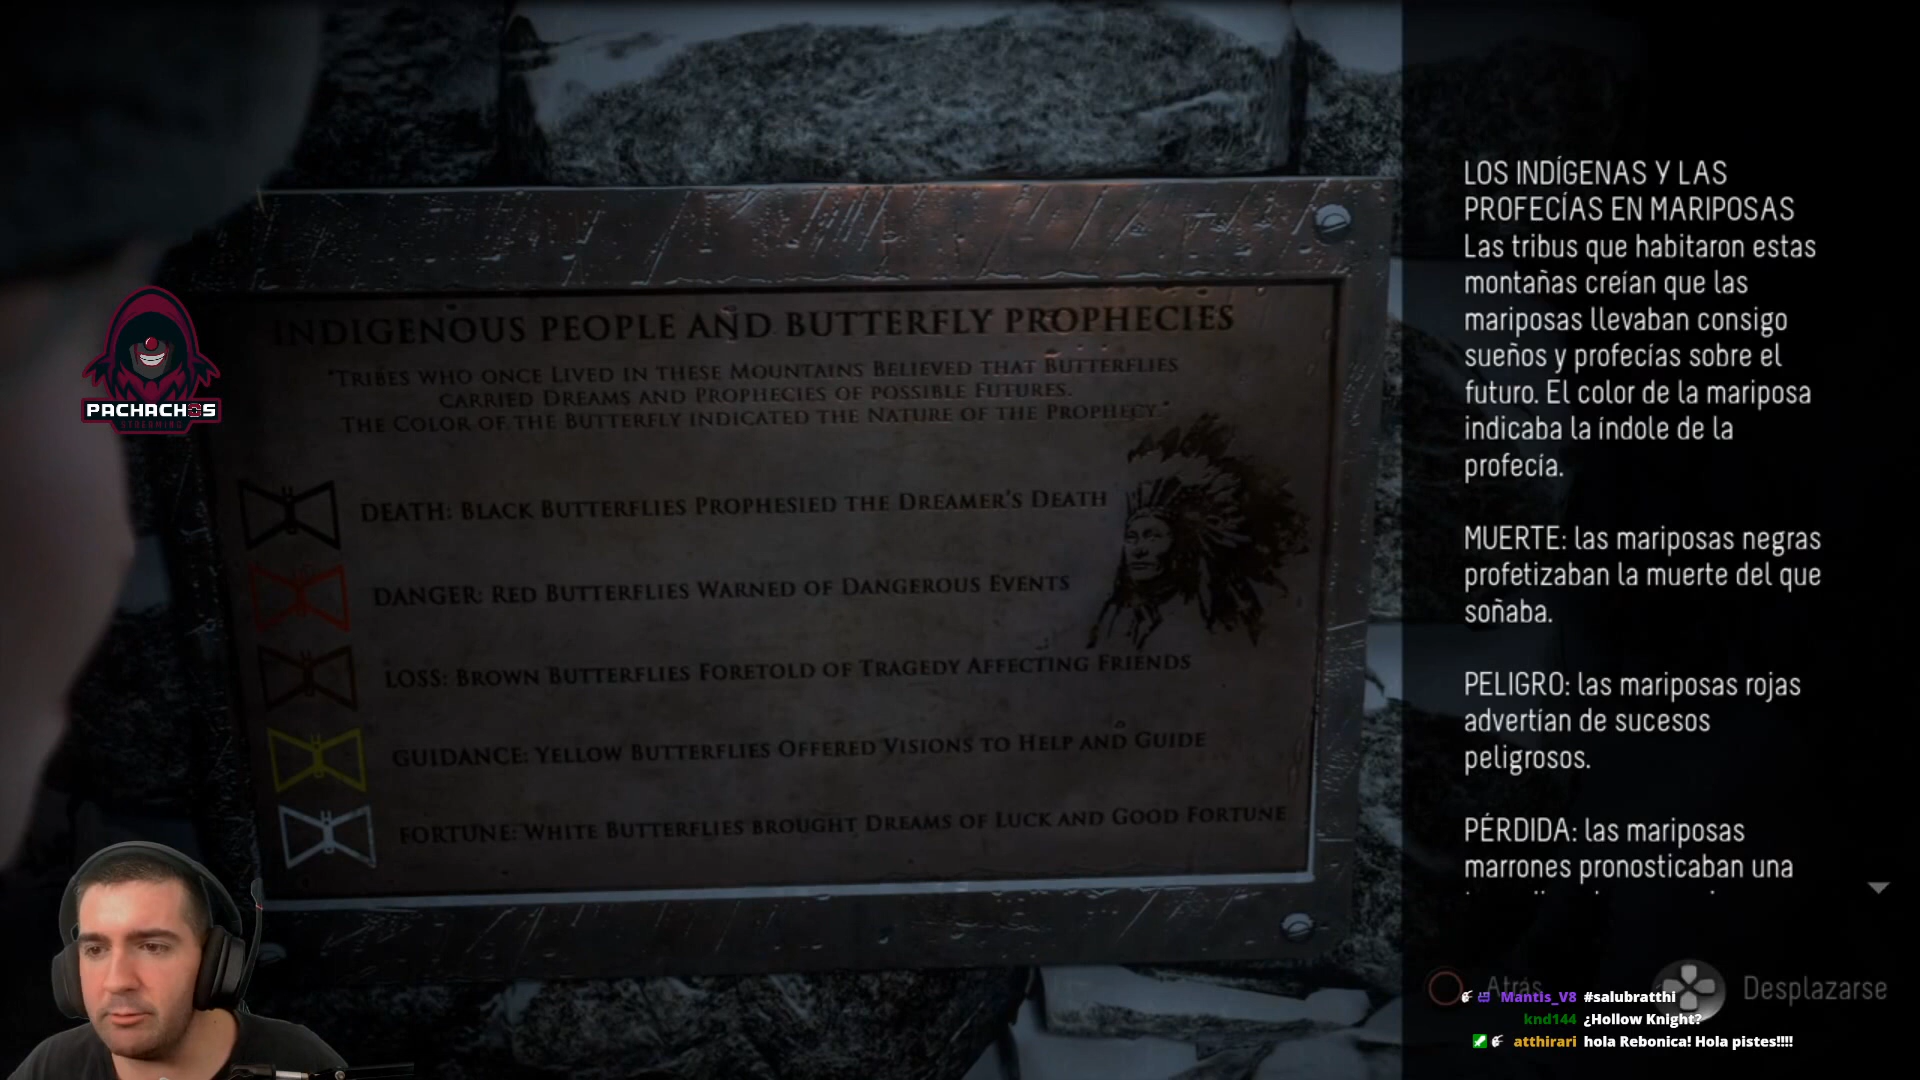 INDIGENOUS PEOPLE AND BUTTERFLY PROPHECIES
"TRIBES WHO ONCE LIVED IN THESE MOUNTAINS BELIEVED THAT BUTTERFLIES
CARRIED DREAMS AND PROPHECIES OF POSSIBLE FUTURES.
THE COLOR OF THE BUTTERFLY INDICATED THE NATURE OF THE PROPHECY."
DEATH: BLACK BUTTERFLIES PROPHESIED THE DREAMER'S DEATH
DANGER: RED BUTTERFLIES WARNED OF DANGEROUS EVENTS
LOSS: BROWN BUTTERFLIES FORETOLD OF TRAGEDY AFFECTING FRIENDS
GUIDANCE: YELLOW BUTTERFLIES OFFERED VISIONS TO HELP AND GUIDE
FORTUNE: WHITE BUTTERFLIES BROUGHT DREAMS OF LUCK AND GOOD FORTUNE
PACHACHOS
STREAMING
LOS INDÍGENAS Y LAS
PROFECÍAS EN MARIPOSAS
Las tribus que habitaron estas
montañas creían que las
mariposas llevaban consigo
sueños y profecías sobre el
futuro. El color de la mariposa
indicaba la índole de la
profecía.
MUERTE: las mariposas negras
profetizaban la muerte del que
soñaba.
PELIGRO: las mariposas rojas
advertían de sucesos
peligrosos.
PÉRDIDA: las mariposas
marrones pronosticaban una
Atrás
Desplazarse
Mantis_V8 #salubratthi
knd144 ¿Hollow Knight?
atthirari hola Rebonica! Hola pistes!!!!